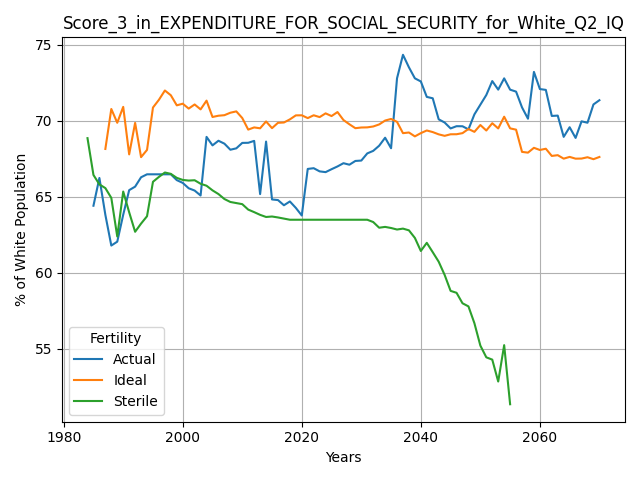 Score_3_in_EXPENDITURE_FOR_SOCIAL_SECURITY_for_White_Q2_IQ
75
70
65
60
55
% of White Population
Fertility
Actual
Ideal
Sterile
1980
2000
2020
2040
2060
Years